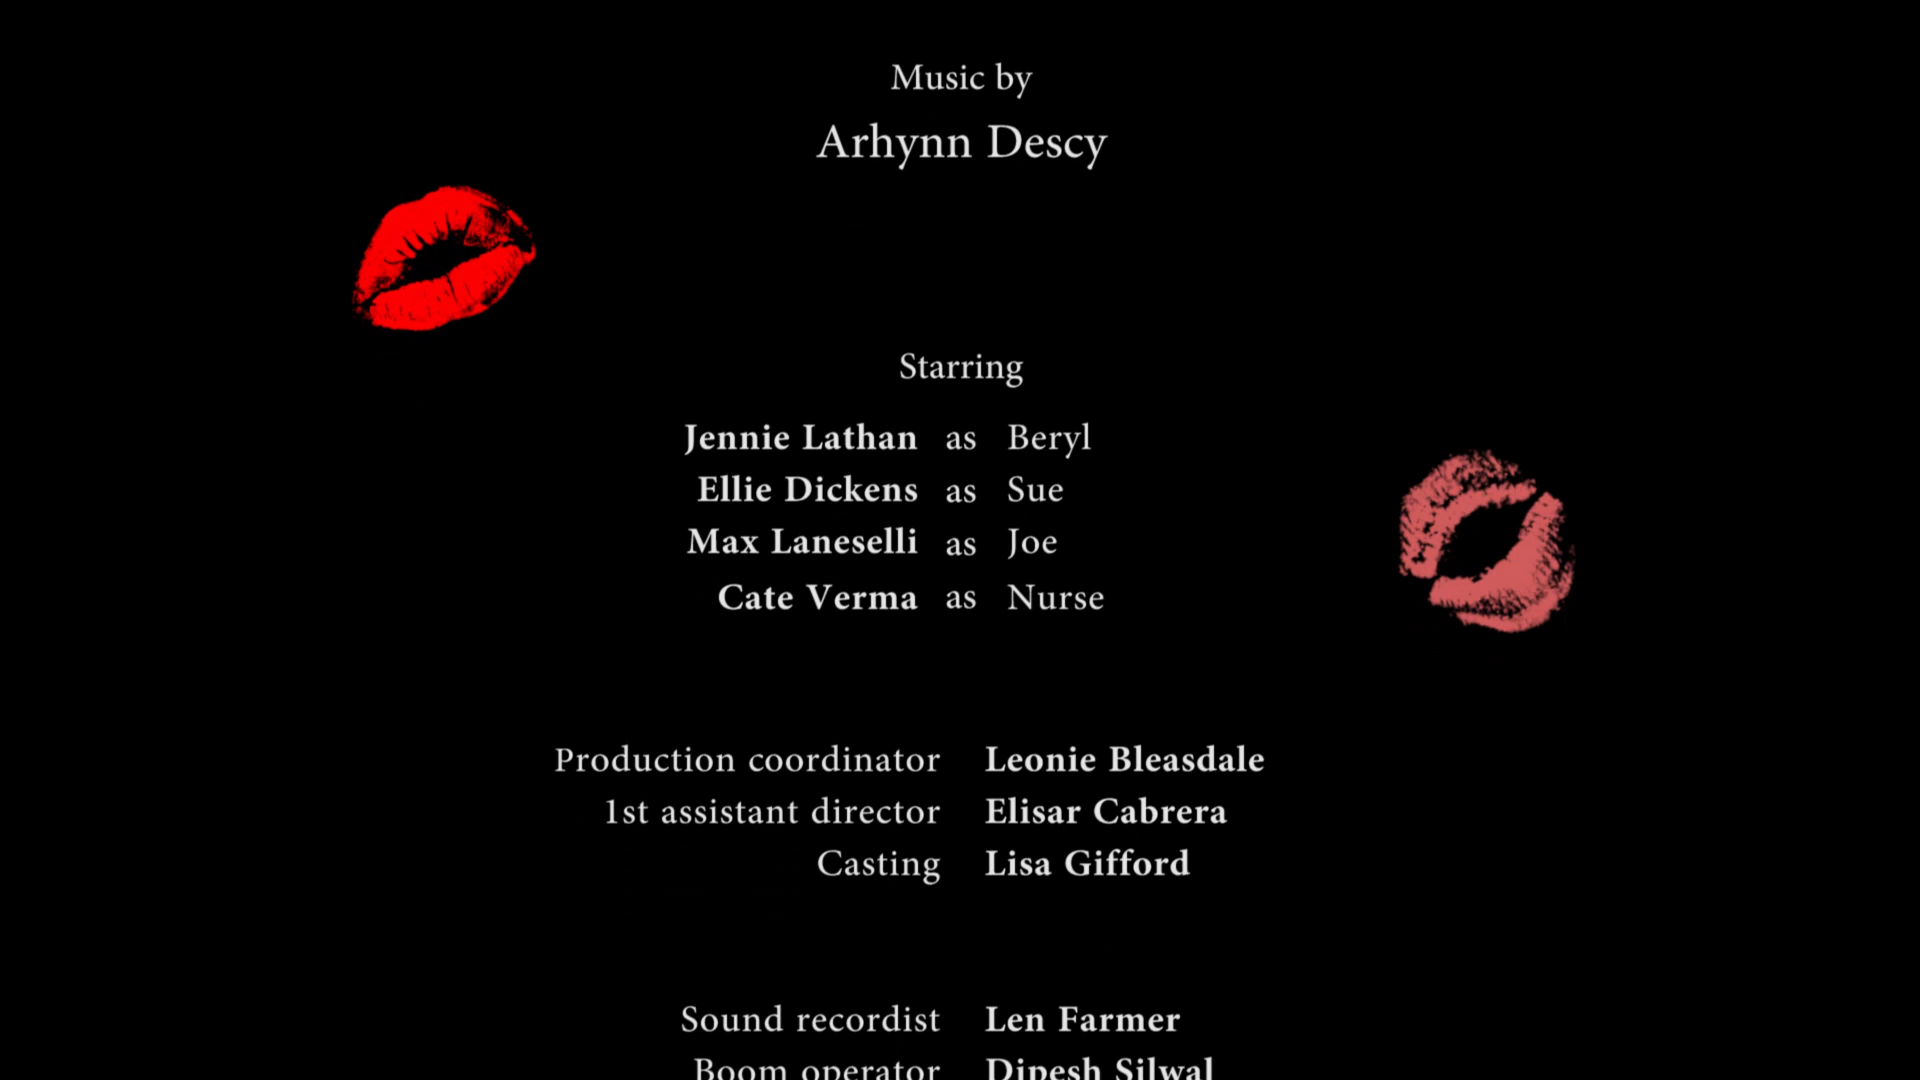 Music by
Arhynn Descy
Starring
Jennie Lathan as Beryl
Ellie Dickens as Sue
Max Laneselli as Joe
Cate Verma as Nurse
Production coordinator Leonie Bleasdale
1st assistant director Elisar Cabrera
Casting Lisa Gifford
Sound recordist Len Farmer
Boom operator Dipesh Silwal